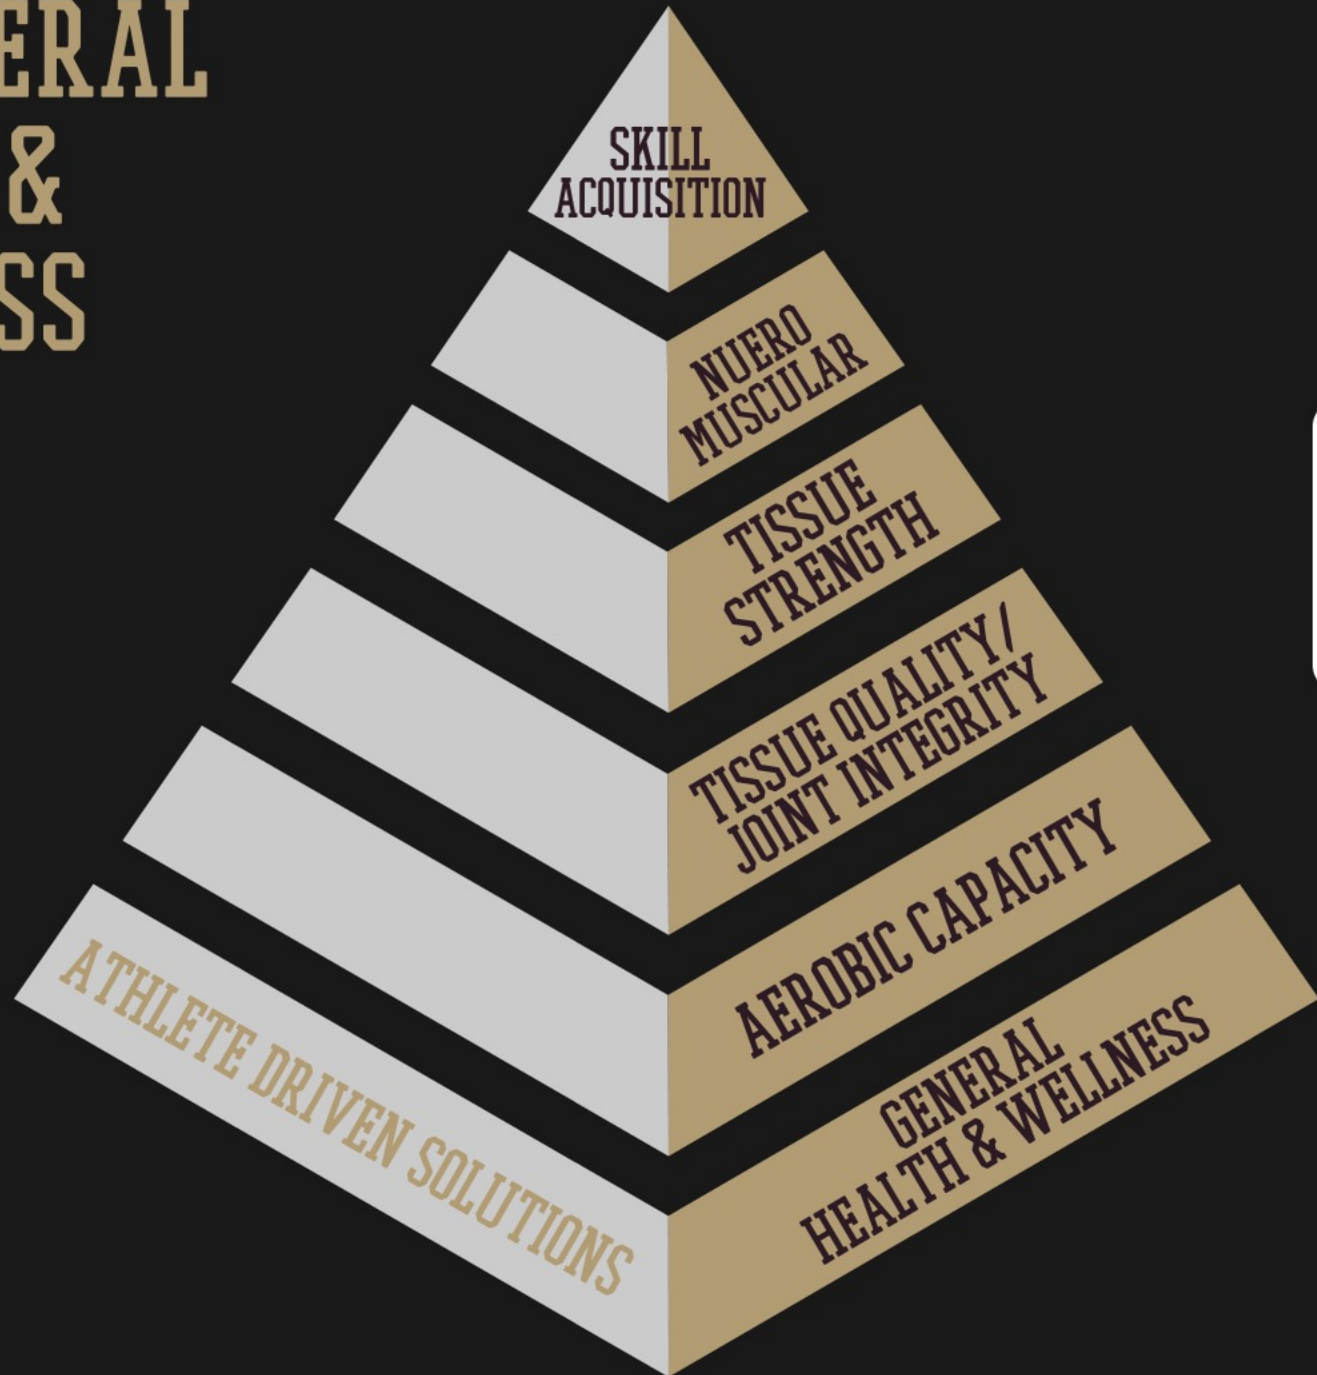 ERAL
&
SS
SKILL
ACQUISITION
NUERO
MUSCULAR
TISSUE
STRENGTH
TISSUE QUALITY/
JOINT INTEGRITY
AEROBIC CAPACITY
GENERAL
HEALTH & WELLNESS
ATHLETE DRIVEN SOLUTIONS